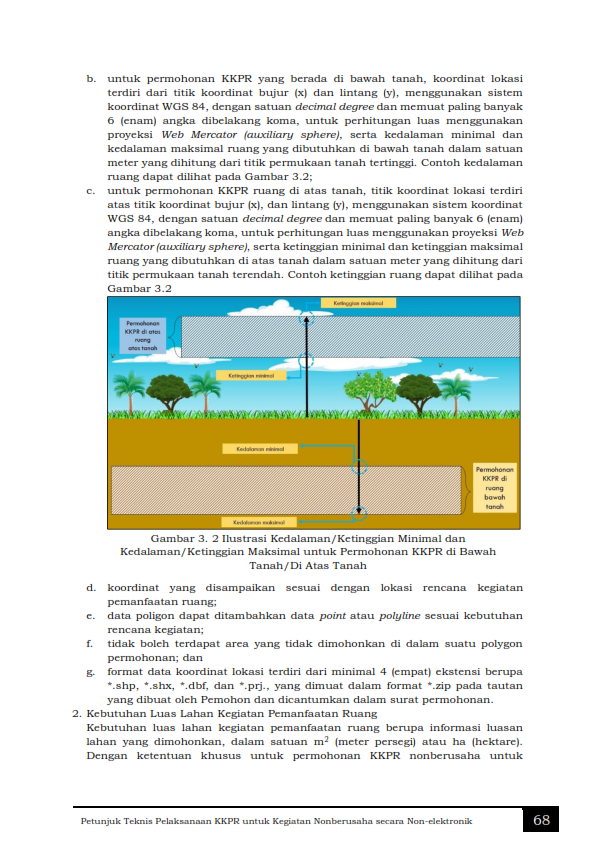 b. untuk permohonan KKPR yang berada di bawah tanah, koordinat lokasi
terdiri dari titik koordinat bujur (x) dan lintang (y), menggunakan sistem
koordinat WGS 84, dengan satuan decimal degree dan memuat paling banyak
6 (enam) angka dibelakang koma, untuk perhitungan luas menggunakan
proyeksi Web Mercator (auxiliary sphere), serta kedalaman minimal dan
kedalaman maksimal ruang yang dibutuhkan di bawah tanah dalam satuan
meter yang dihitung dari titik permukaan tanah tertinggi. Contoh kedalaman
ruang dapat dilihat pada Gambar 3.2;
c. untuk permohonan KKPR ruang di atas tanah, titik koordinat lokasi terdiri
atas titik koordinat bujur (x), dan lintang (y), menggunakan sistem koordinat
WGS 84, dengan satuan decimal degree dan memuat paling banyak 6 (enam)
angka dibelakang koma, untuk perhitungan luas menggunakan proyeksi Web
Mercator (auxiliary sphere), serta ketinggian minimal dan ketinggian maksimal
ruang yang dibutuhkan di atas tanah dalam satuan meter yang dihitung dari
titik permukaan tanah terendah. Contoh ketinggian ruang dapat dilihat pada
Gambar 3.2
Ketinggian maksimal
Permohonan
KKPR di atas
ruang
atas tanah
Ketinggian minimal
Kedalaman minimal
Permohonan
KKPR di
ruang
bawah
tanah
Kedalaman maksimal
Gambar 3. 2 Ilustrasi Kedalaman/Ketinggian Minimal dan
Kedalaman/Ketinggian Maksimal untuk Permohonan KKPR di Bawah
Tanah/Di Atas Tanah
d. koordinat yang disampaikan sesuai dengan lokasi rencana kegiatan
pemanfaatan ruang;
e. data poligon dapat ditambahkan data point atau polyline sesuai kebutuhan
rencana kegiatan;
f. tidak boleh terdapat area yang tidak dimohonkan di dalam suatu polygon
permohonan; dan
g. format data koordinat lokasi terdiri dari minimal 4 (empat) ekstensi berupa
*.shp, *.shx, *.dbf, dan *.prj., yang dimuat dalam format *.zip pada tautan
yang dibuat oleh Pemohon dan dicantumkan dalam surat permohonan.
2. Kebutuhan Luas Lahan Kegiatan Pemanfaatan Ruang
Kebutuhan luas lahan kegiatan pemanfaatan ruang berupa informasi luasan
lahan yang dimohonkan, dalam satuan m² (meter persegi) atau ha (hektare).
Dengan ketentuan khusus untuk permohonan KKPR nonberusaha untuk
Petunjuk Teknis Pelaksanaan KKPR untuk Kegiatan Nonberusaha secara Non-elektronik 68